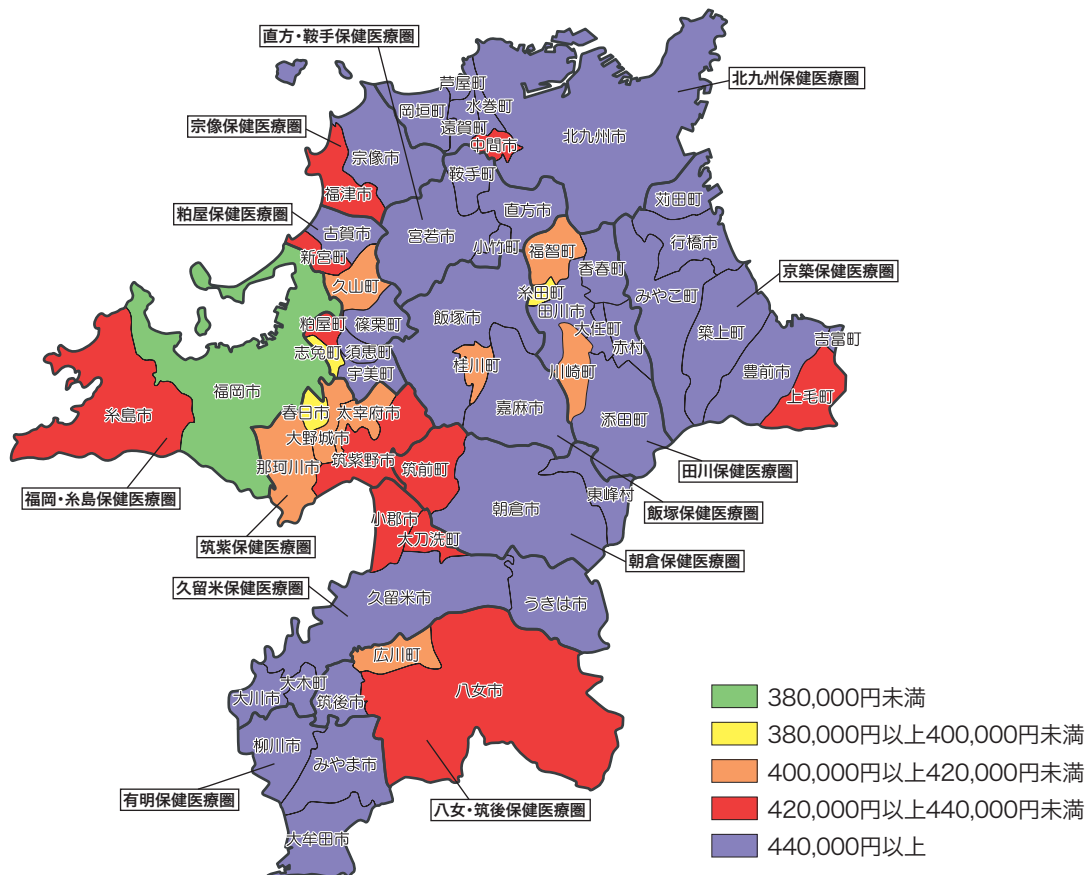 直方・鞍手保健医療圏
北九州保健医療圏
芦屋町
岡垣町
水巻町
遠賀町
中間市
北九州市
宗像保健医療圏
宗像市
鞍手町
福津市
直方市
苅田町
粕屋保健医療圏
古賀市
宮若市
小竹町
福智町
行橋市
新宮町
香春町
京築保健医療圏
久山町
糸田町
みやこ町
田川市
粕屋町
篠栗町
飯塚市
大任町
築上町
吉富町
志免町
須恵町
赤村
宇美町
桂川町
川崎町
豊前市
福岡市
上毛町
糸島市
春日市
太宰府市
嘉麻市
添田町
大野城市
那珂川市
筑紫野市
筑前町
田川保健医療圏
福岡・糸島保健医療圏
東峰村
飯塚保健医療圏
朝倉市
小郡市
大刀洗町
筑紫保健医療圏
朝倉保健医療圏
久留米保健医療圏
久留米市
うきは市
広川町
大木町
大川市
筑後市
八女市
柳川市
みやま市
有明保健医療圏
八女・筑後保健医療圏
大牟田市
380,000円未満
380,000円以上400,000円未満
400,000円以上420,000円未満
420,000円以上440,000円未満
440,000円以上